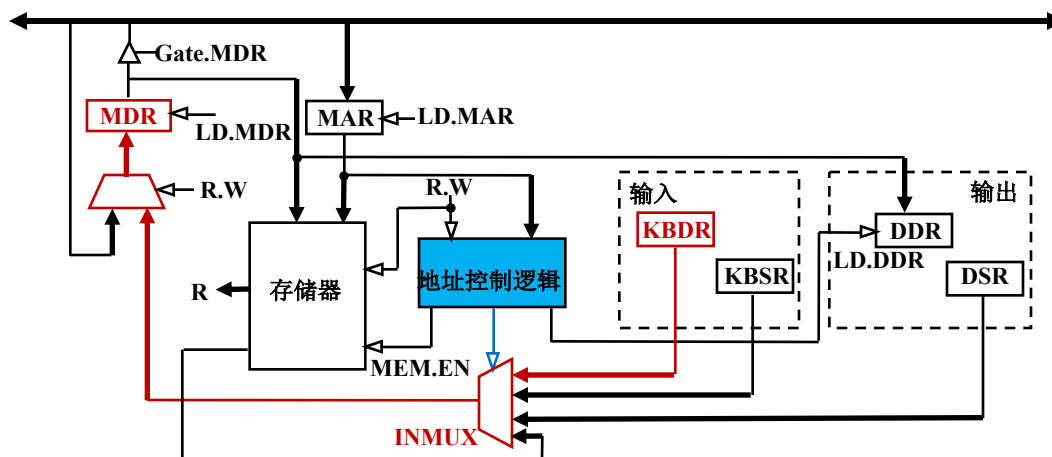 Gate.MDR
MDR
LD.MDR
MAR
LD.MAR
R.W
R.W
输入
输出
KBDR
DDR
LD.DDR
KBSR
DSR
存储器
地址控制逻辑
R
MEM.EN
INMUX